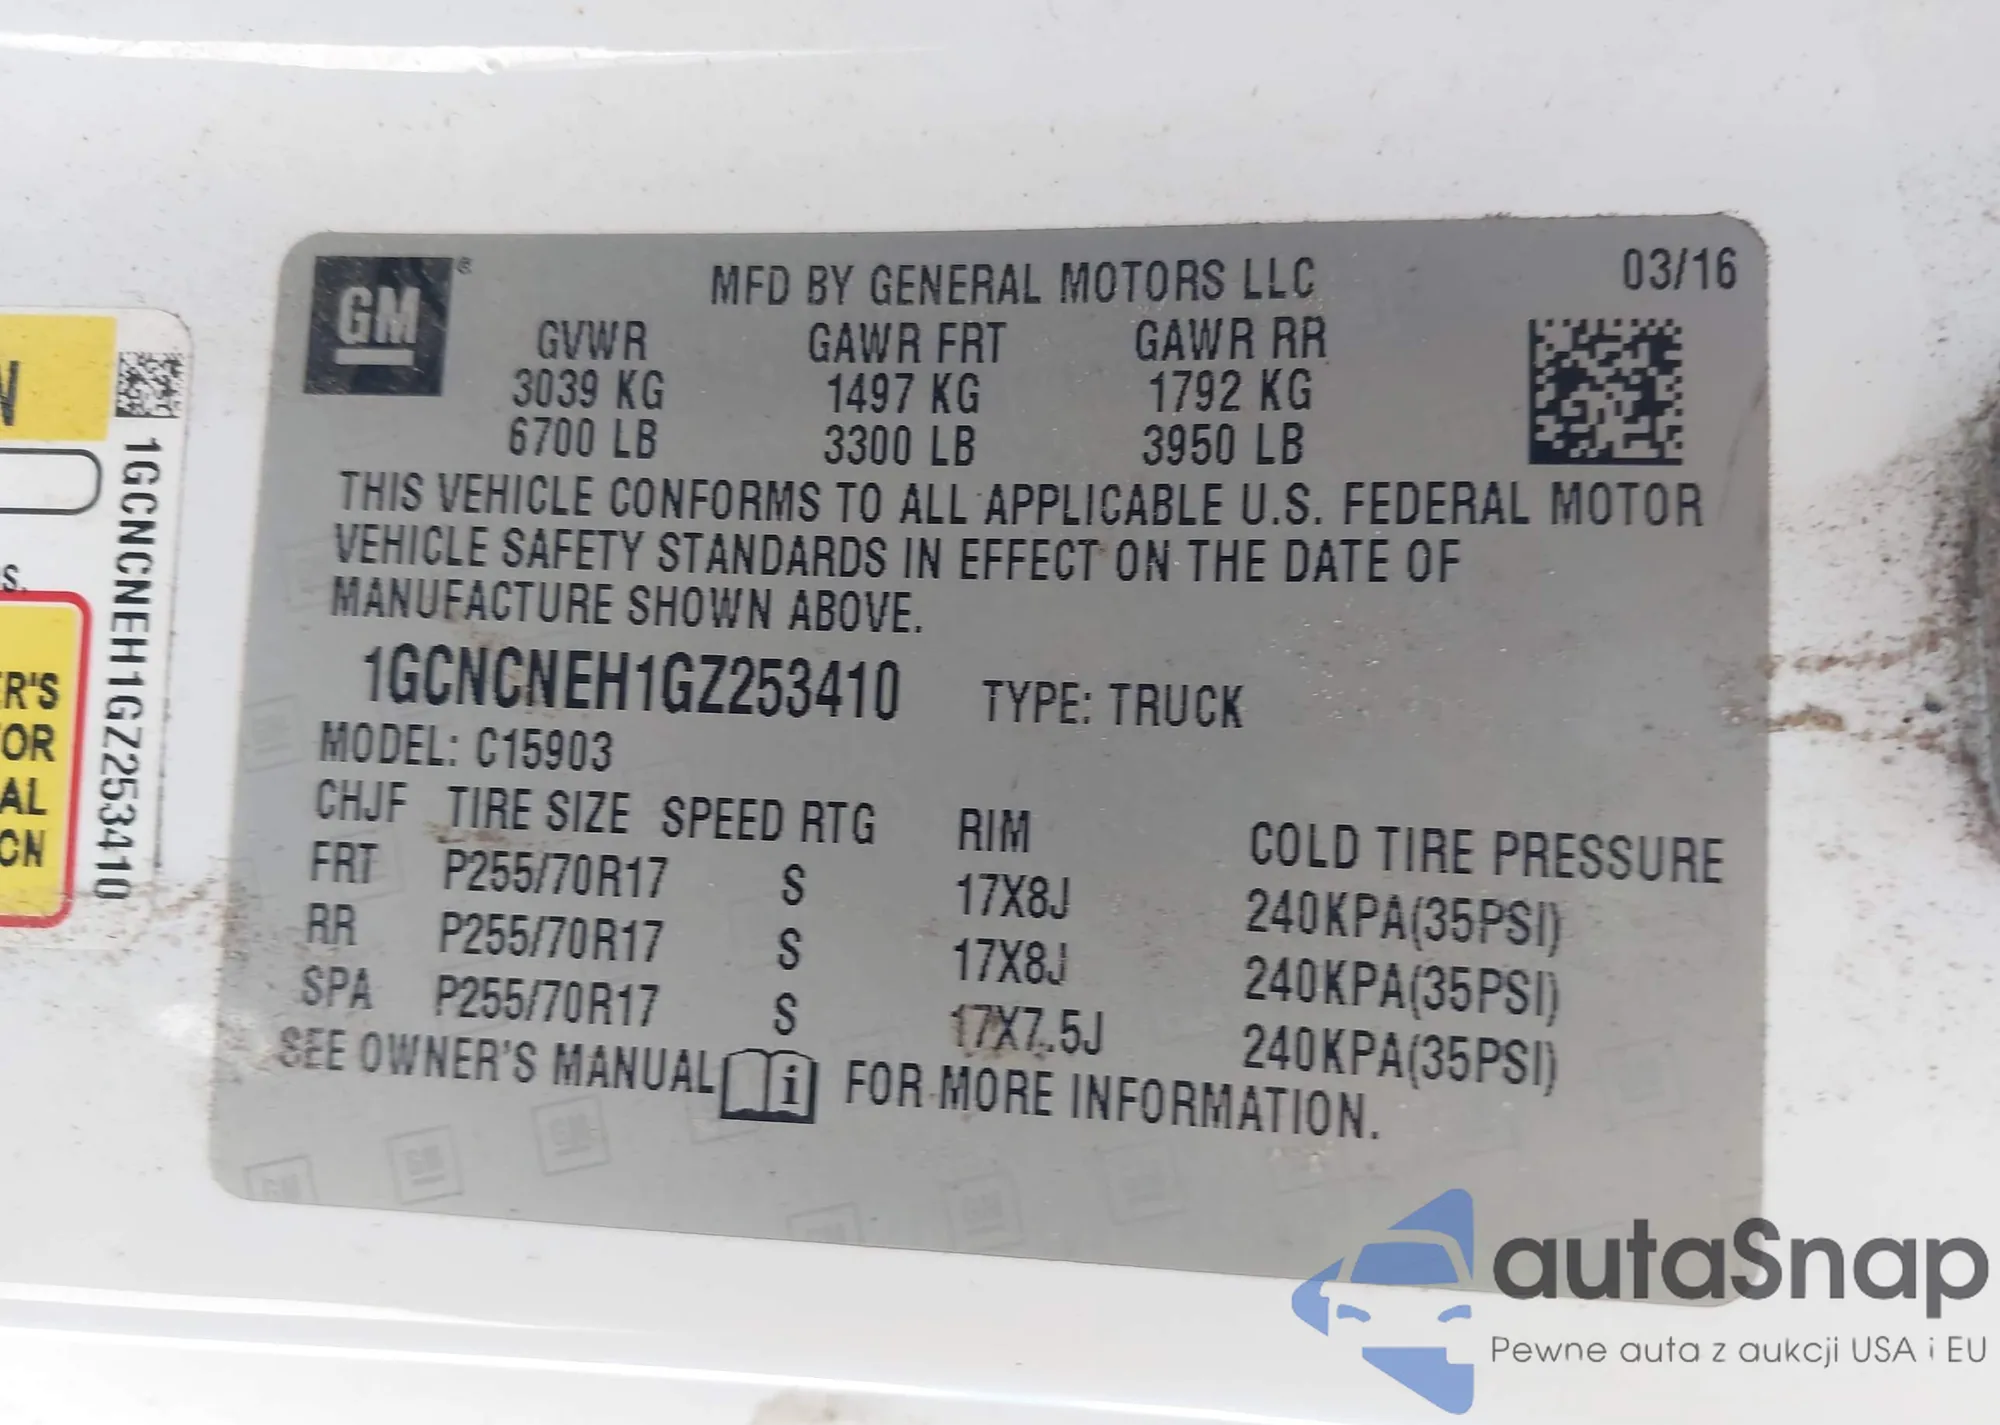 GM®
MFD BY GENERAL MOTORS LLC
03/16
GVWR GAWR FRT GAWR RR
3039 KG 1497 KG 1792 KG
6700 LB 3300 LB 3950 LB
THIS VEHICLE CONFORMS TO ALL APPLICABLE U.S. FEDERAL MOTOR
VEHICLE SAFETY STANDARDS IN EFFECT ON THE DATE OF
MANUFACTURE SHOWN ABOVE.
1GCNCNEH1GZ253410 TYPE: TRUCK
MODEL: C15903
CHJF TIRE SIZE SPEED RTG RIM COLD TIRE PRESSURE
FRT P255/70R17 S 17X8J 240KPA(35PSI)
RR P255/70R17 S 17X8J 240KPA(35PSI)
SPA P255/70R17 S 17X7.5J 240KPA(35PSI)
SEE OWNER'S MANUAL i FOR MORE INFORMATION.
1GCNCNEH1GZ253410
N
S.
ER'S
OR
AL
CN
autaSnap
Pewne auta z aukcji USA i EU